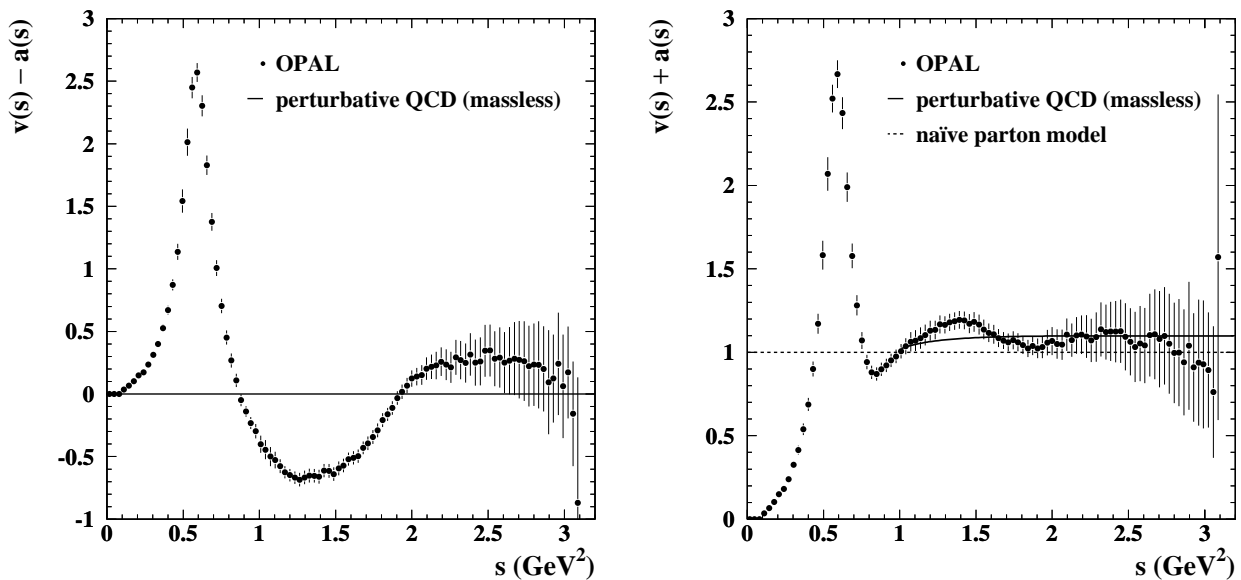 v(s) − a(s)
3
2.5
2
1.5
1
0.5
0
-0.5
-1
OPAL
perturbative QCD (massless)
0 0.5 1 1.5 2 2.5 3
s (GeV²)
v(s) + a(s)
3
2.5
2
1.5
1
0.5
0
OPAL
perturbative QCD (massless)
naïve parton model
0 0.5 1 1.5 2 2.5 3
s (GeV²)